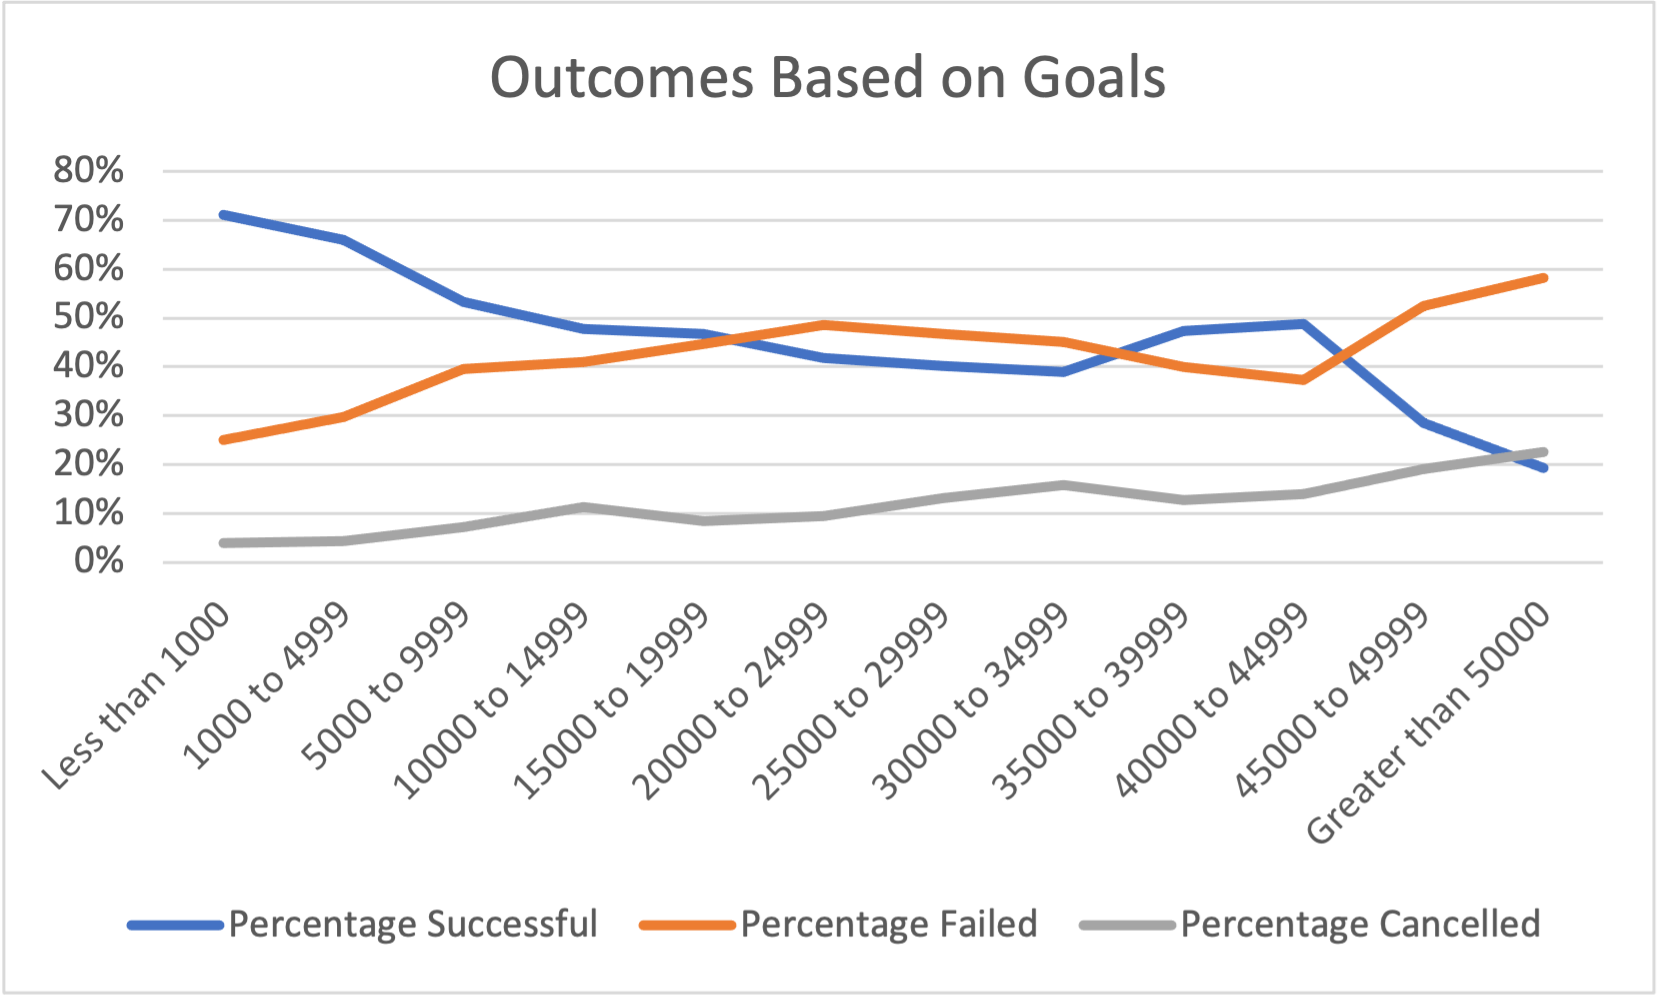 Outcomes Based on Goals
80%
70%
60%
50%
40%
30%
20%
10%
0%
Less than 1000
1000 to 4999
5000 to 9999
10000 to 14999
15000 to 19999
20000 to 24999
25000 to 29999
30000 to 34999
35000 to 39999
40000 to 44999
45000 to 49999
Greater than 50000
Percentage Successful
Percentage Failed
Percentage Cancelled